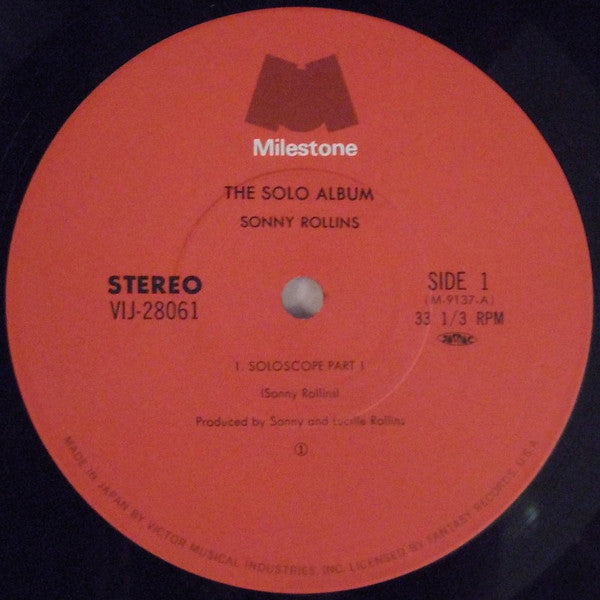 Milestone
THE SOLO ALBUM
SONNY ROLLINS
STEREO
VIJ-28061
SIDE 1
(M-9137-A)
33 1/3 RPM
JASRAC
1. SOLOSCOPE PART 1
(Sonny Rollins)
Produced by Sonny and Lucille Rollins
①
MADE IN JAPAN BY VICTOR MUSICAL INDUSTRIES, INC. LICENSED BY FANTASY RECORDS, U.S.A.